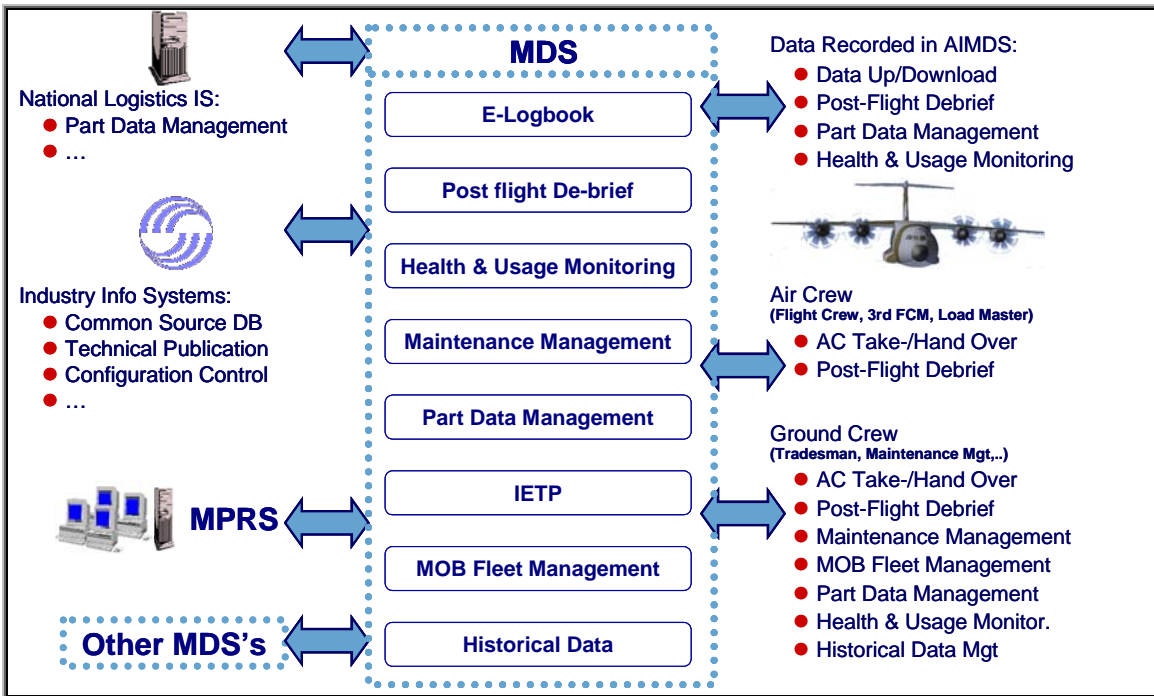 National Logistics IS:
● Part Data Management
● ...
Industry Info Systems:
● Common Source DB
● Technical Publication
● Configuration Control
● ...
MPRS
Other MDS's
MDS
E-Logbook
Post flight De-brief
Health & Usage Monitoring
Maintenance Management
Part Data Management
IETP
MOB Fleet Management
Historical Data
Data Recorded in AIMDS:
● Data Up/Download
● Post-Flight Debrief
● Part Data Management
● Health & Usage Monitoring
Air Crew
(Flight Crew, 3rd FCM, Load Master)
● AC Take-/Hand Over
● Post-Flight Debrief
Ground Crew
(Tradesman, Maintenance Mgt,..)
● AC Take-/Hand Over
● Post-Flight Debrief
● Maintenance Management
● MOB Fleet Management
● Part Data Management
● Health & Usage Monitor.
● Historical Data Mgt